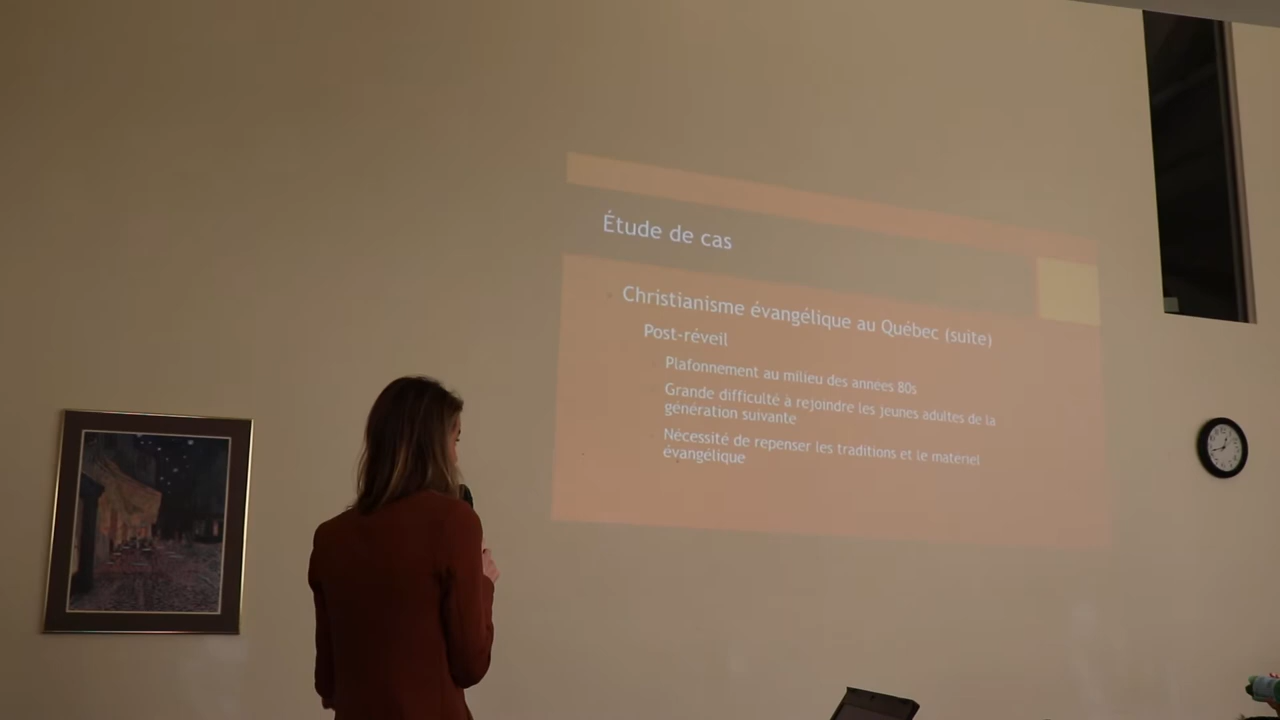 Étude de cas
Christianisme évangélique au Québec (suite)
Post-réveil
Plafonnement au milieu des années 80s
Grande difficulté à rejoindre les jeunes adultes de la
génération suivante
Nécessité de repenser les traditions et le matériel
évangélique